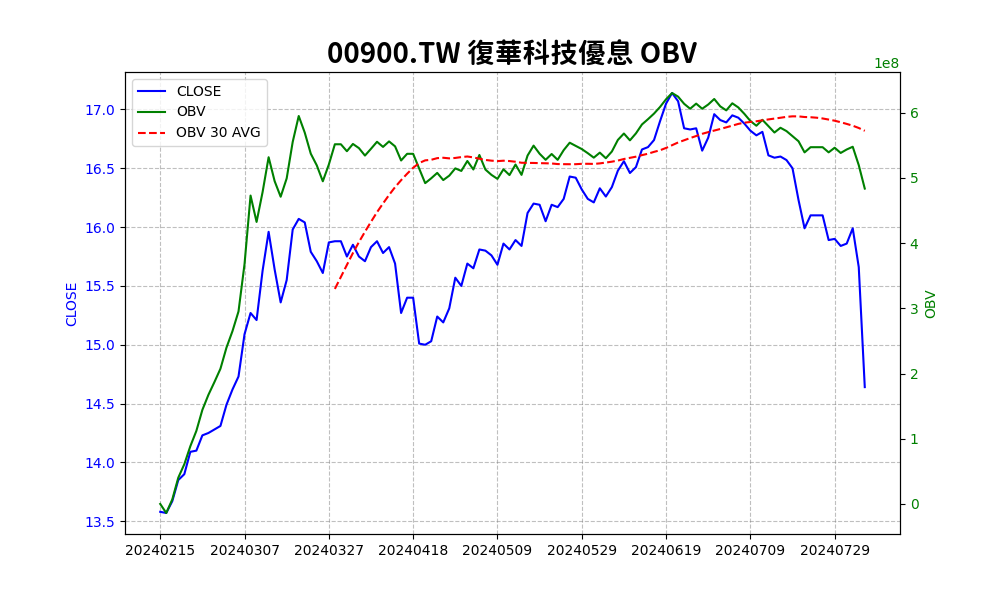 00900.TW 復華科技優息 OBV
1e8
CLOSE
OBV
OBV 30 AVG
17.0
16.5
16.0
15.5
15.0
14.5
14.0
13.5
CLOSE
6
5
4
3
2
1
0
OBV
20240215 20240307 20240327 20240418 20240509 20240529 20240619 20240709 20240729